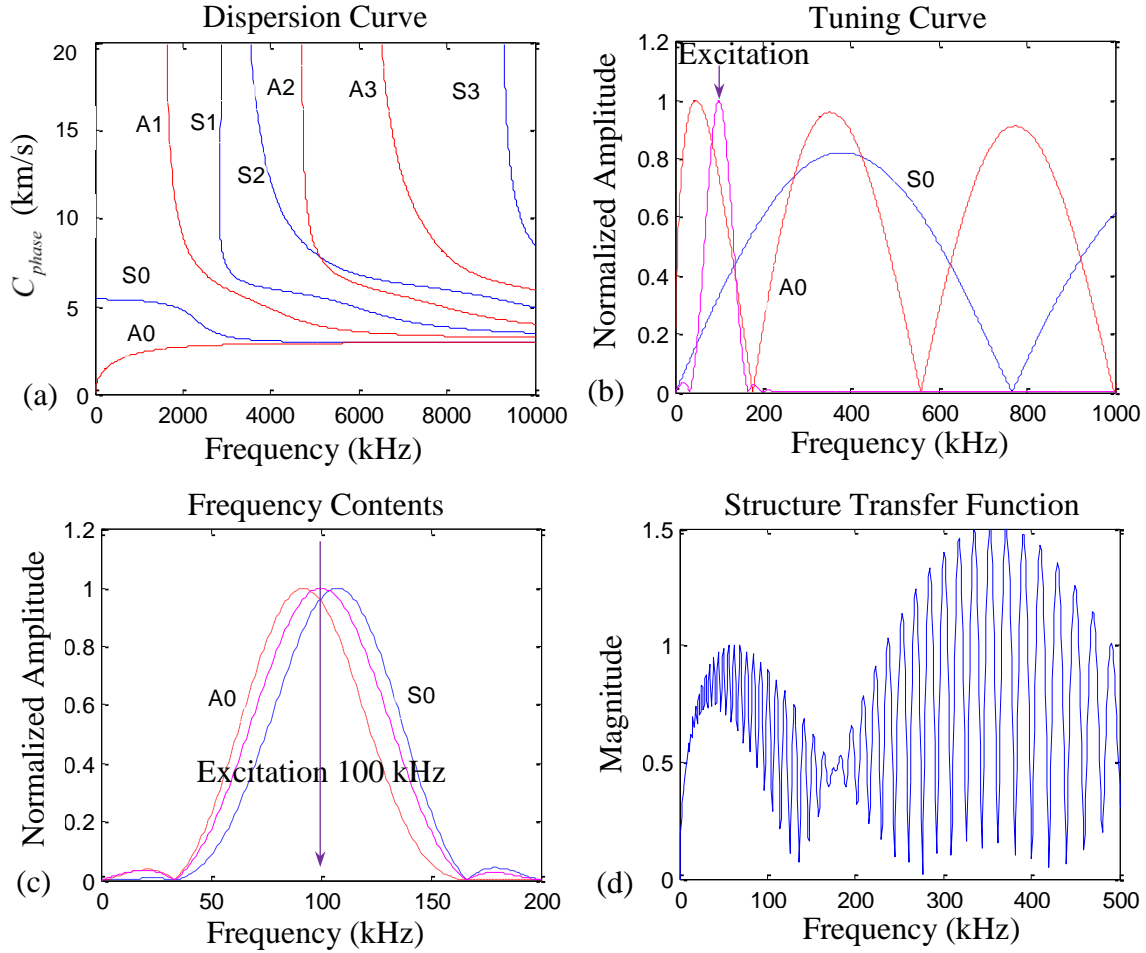 Dispersion Curve
C phase (km/s)
20
15
10
5
0
A1
S1
A2
A3
S3
S2
S0
A0
0 2000 4000 6000 8000 10000
Frequency (kHz)
(a)
Tuning Curve
Normalized Amplitude
1.2
1
0.8
0.6
0.4
0.2
0
Excitation
S0
A0
0 200 400 600 800 1000
Frequency (kHz)
(b)
Frequency Contents
Normalized Amplitude
1.2
1
0.8
0.6
0.4
0.2
0
A0
S0
Excitation 100 kHz
0 50 100 150 200
Frequency (kHz)
(c)
Structure Transfer Function
Magnitude
1.5
1
0.5
0
0 100 200 300 400 500
Frequency (kHz)
(d)